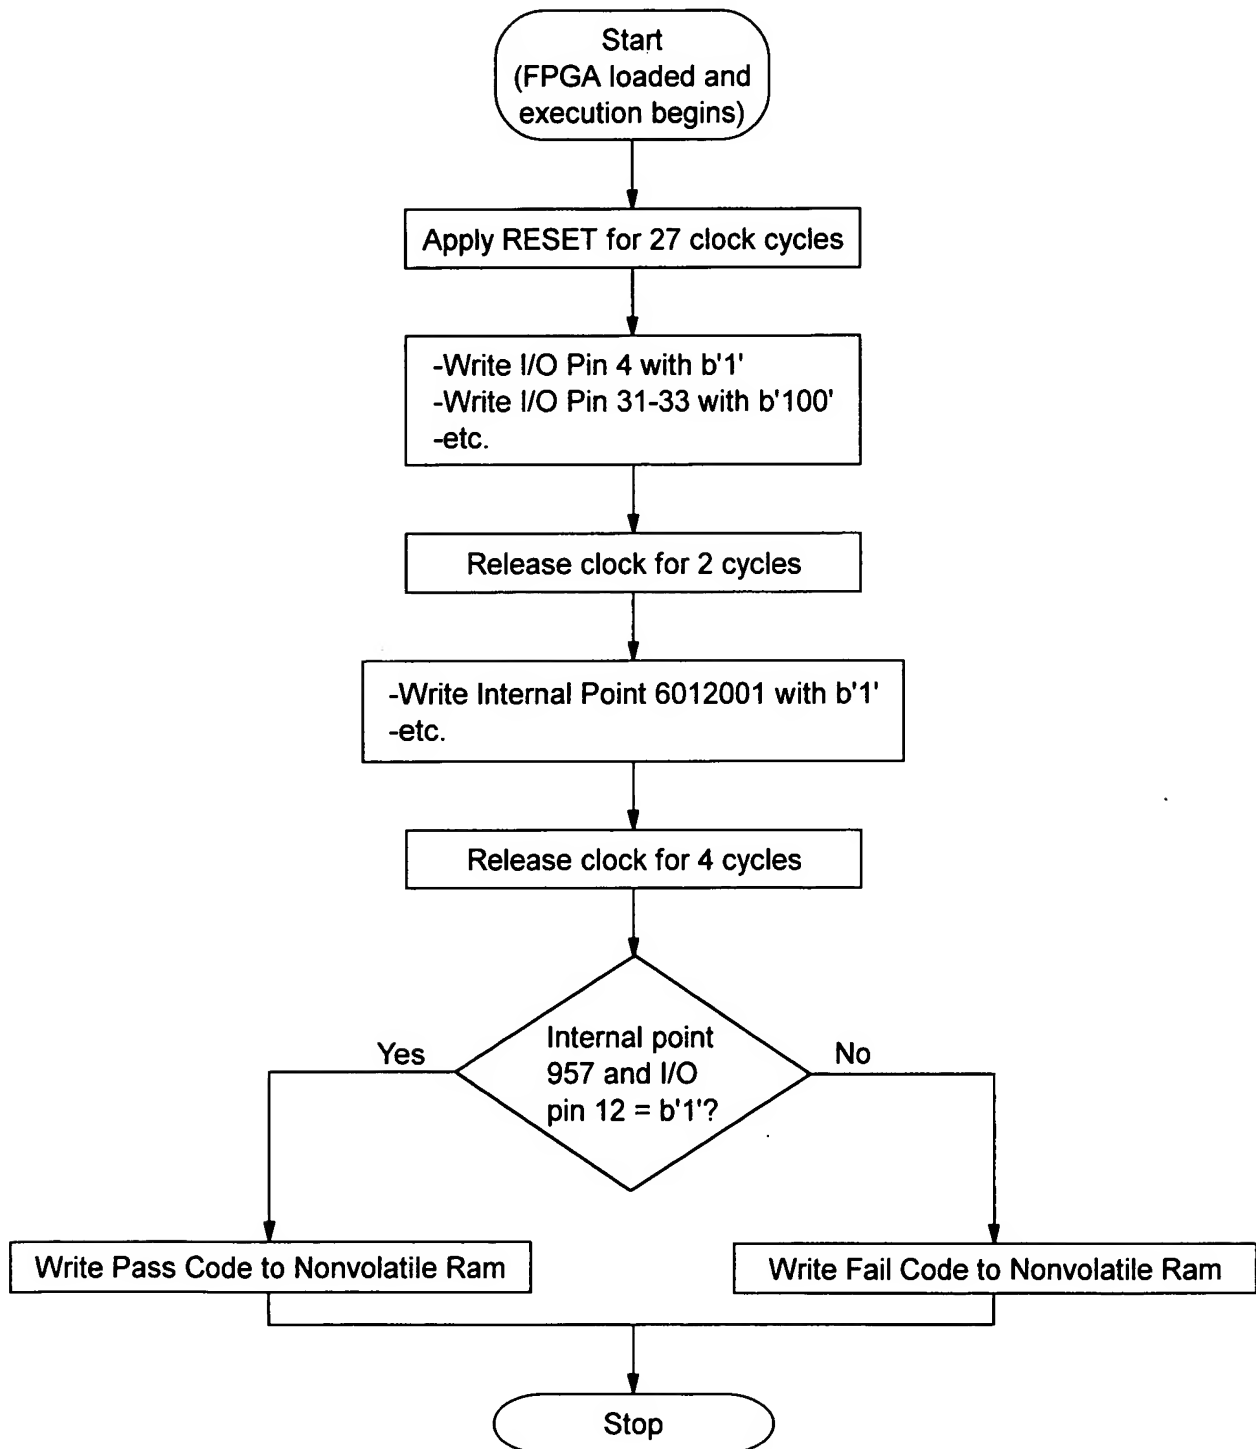 Start
(FPGA loaded and
execution begins)
Apply RESET for 27 clock cycles
-Write I/O Pin 4 with b'1'
-Write I/O Pin 31-33 with b'100'
-etc.
Release clock for 2 cycles
-Write Internal Point 6012001 with b'1'
-etc.
Release clock for 4 cycles
Internal point
957 and I/O
pin 12 = b'1'?
Yes
No
Write Pass Code to Nonvolatile Ram
Write Fail Code to Nonvolatile Ram
Stop